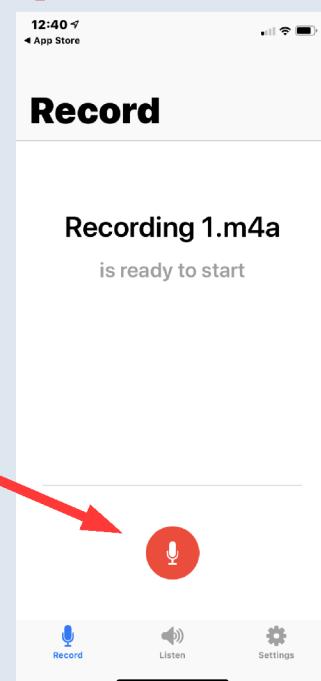 12:40
◀ App Store
Record
Recording 1.m4a
is ready to start
Record Listen Settings